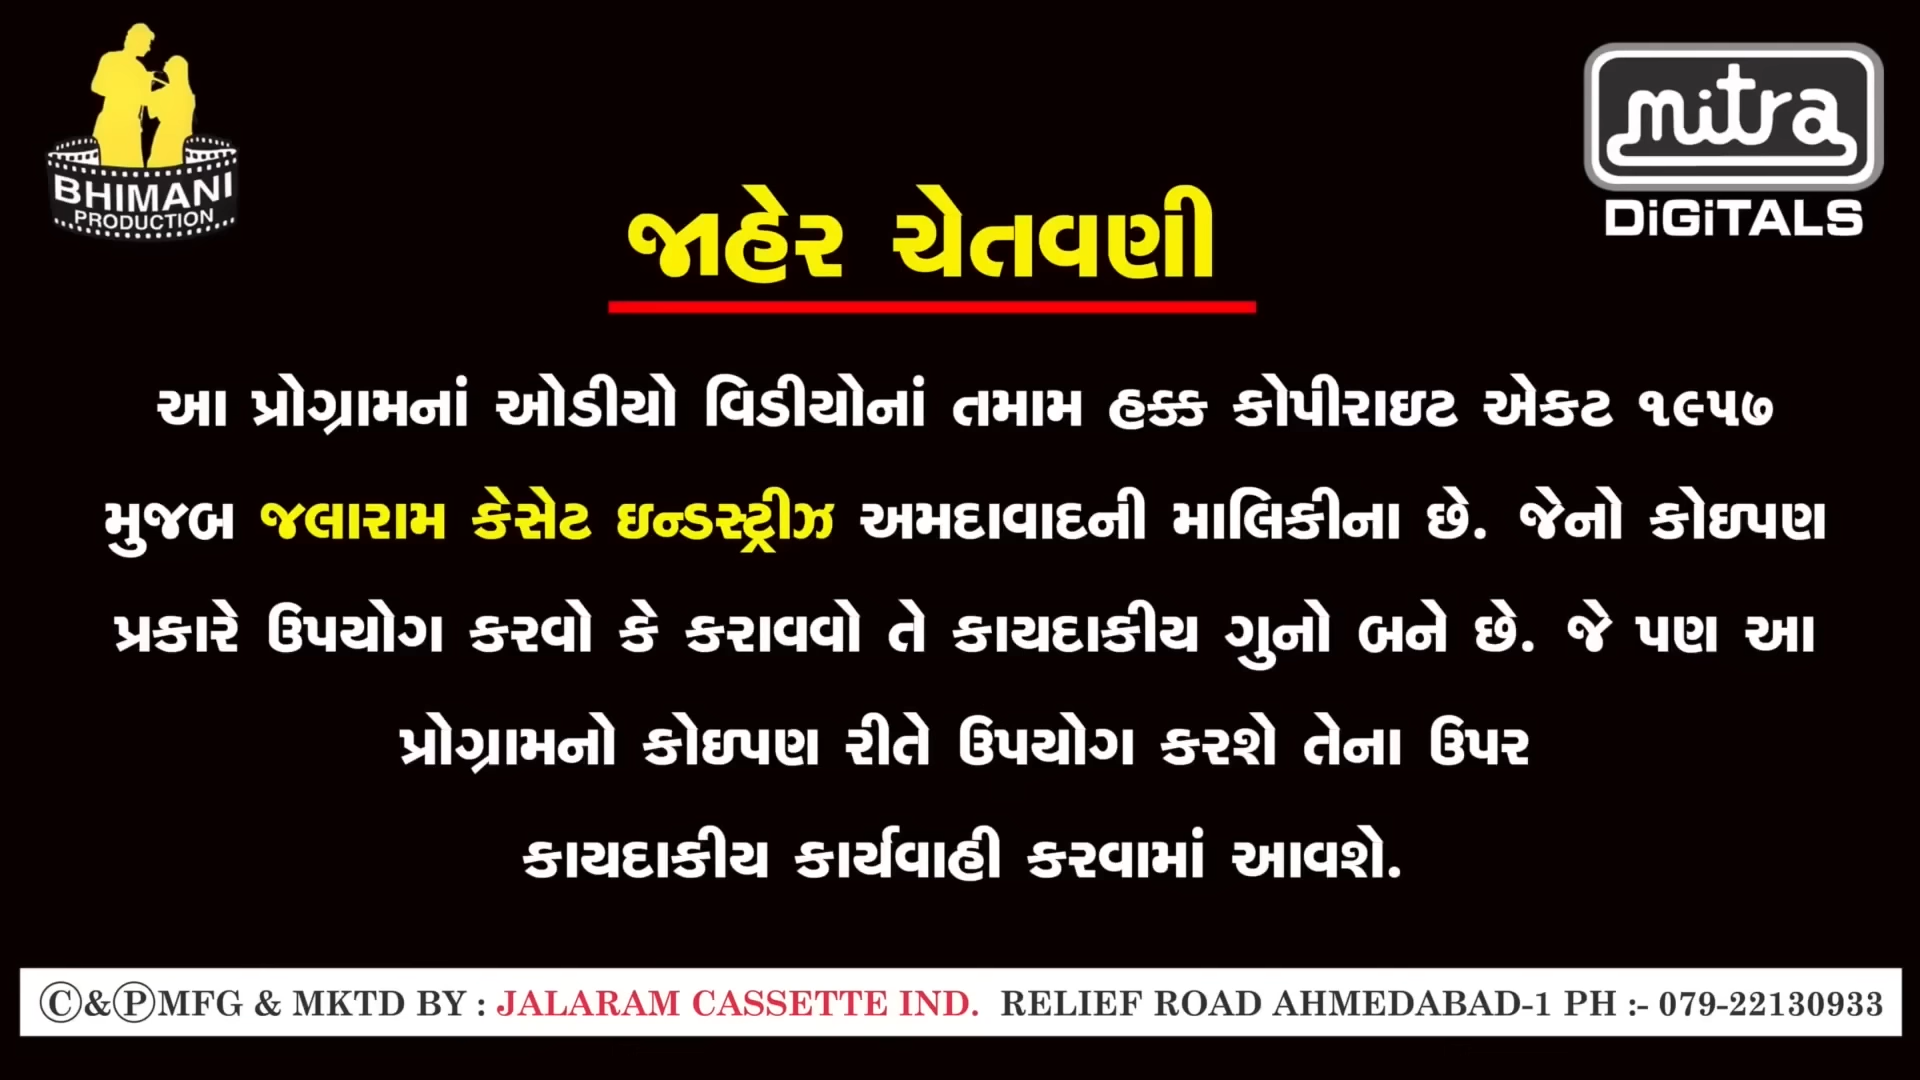 BHIMANI
PRODUCTION
mitra
DiGiTALS
જાહેર ચેતવણી
આ પ્રોગ્રામનાં ઓડીયો વિડીયોનાં તમામ હક્ક કોપીરાઇટ એકટ ૧૯૫૭
મુજબ જલારામ કેસેટ ઇન્ડસ્ટ્રીઝ અમદાવાદની માલિકીના છે. જેનો કોઇપણ
પ્રકારે ઉપયોગ કરવો કે કરાવવો તે કાયદાકીય ગુનો બને છે. જે પણ આ
પ્રોગ્રામનો કોઇપણ રીતે ઉપયોગ કરશે તેના ઉપર
કાયદાકીય કાર્યવાહી કરવામાં આવશે.
Ⓒ&ⓅMFG & MKTD BY : JALARAM CASSETTE IND. RELIEF ROAD AHMEDABAD-1 PH :- 079-22130933